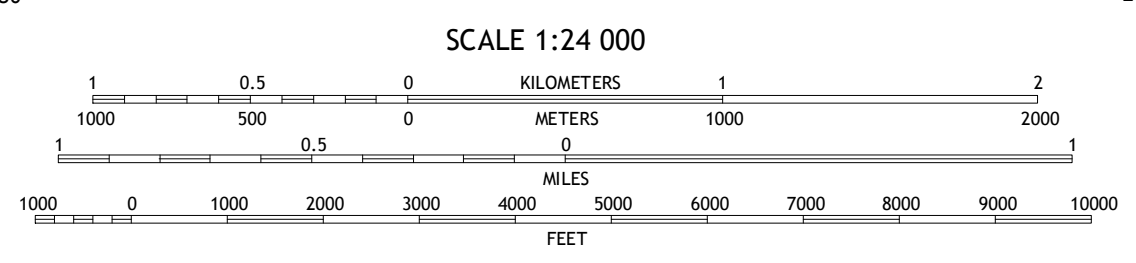 SCALE 1:24 000
1 0.5 0 KILOMETERS 1 2
1000 500 0 METERS 1000 2000
1 0.5 0 1
MILES
1000 0 1000 2000 3000 4000 5000 6000 7000 8000 9000 10000
FEET